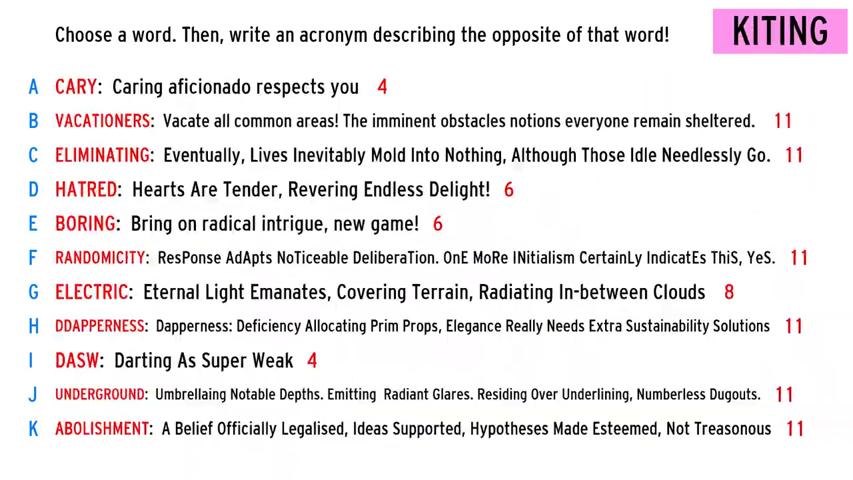 Choose a word. Then, write an acronym describing the opposite of that word!
KITING
A CARY: Caring aficionado respects you 4
B VACATIONERS: Vacate all common areas! The imminent obstacles notions everyone remain sheltered. 11
C ELIMINATING: Eventually, Lives Inevitably Mold Into Nothing, Although Those Idle Needlessly Go. 11
D HATRED: Hearts Are Tender, Revering Endless Delight! 6
E BORING: Bring on radical intrigue, new game! 6
F RANDOMICITY: ResPonse AdApts NoTiceable DeliberaTion. OnE MoRe INitialism CertainLy IndicatEs ThiS, YeS. 11
G ELECTRIC: Eternal Light Emanates, Covering Terrain, Radiating In-between Clouds 8
H DDAPPERNESS: Dapperness: Deficiency Allocating Prim Props, Elegance Really Needs Extra Sustainability Solutions 11
I DASW: Darting As Super Weak 4
J UNDERGROUND: Umbrellaing Notable Depths. Emitting Radiant Glares. Residing Over Underlining, Numberless Dugouts. 11
K ABOLISHMENT: A Belief Officially Legalised, Ideas Supported, Hypotheses Made Esteemed, Not Treasonous 11